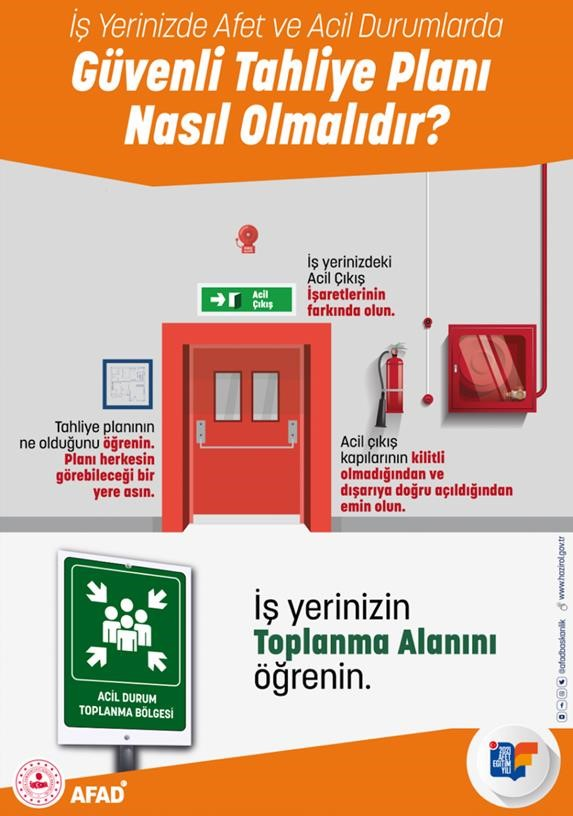 İş Yerinizde Afet ve Acil Durumlarda
Güvenli Tahliye Planı
Nasıl Olmalıdır?
İş yerinizdeki
Acil Çıkış
İşaretlerinin
farkında olun.
Acil
Çıkış
Tahliye planının
ne olduğunu öğrenin.
Planı herkesin
görebileceği bir
yere asın.
Acil çıkış
kapılarının kilitli
olmadığından ve
dışarıya doğru açıldığından
emin olun.
İş yerinizin
Toplanma Alanını
öğrenin.
ACİL DURUM
TOPLANMA BÖLGESİ
@afadbaskanlik
www.hazirol.gov.tr
AFAD
2021
AFET
EĞİTİM
YILI